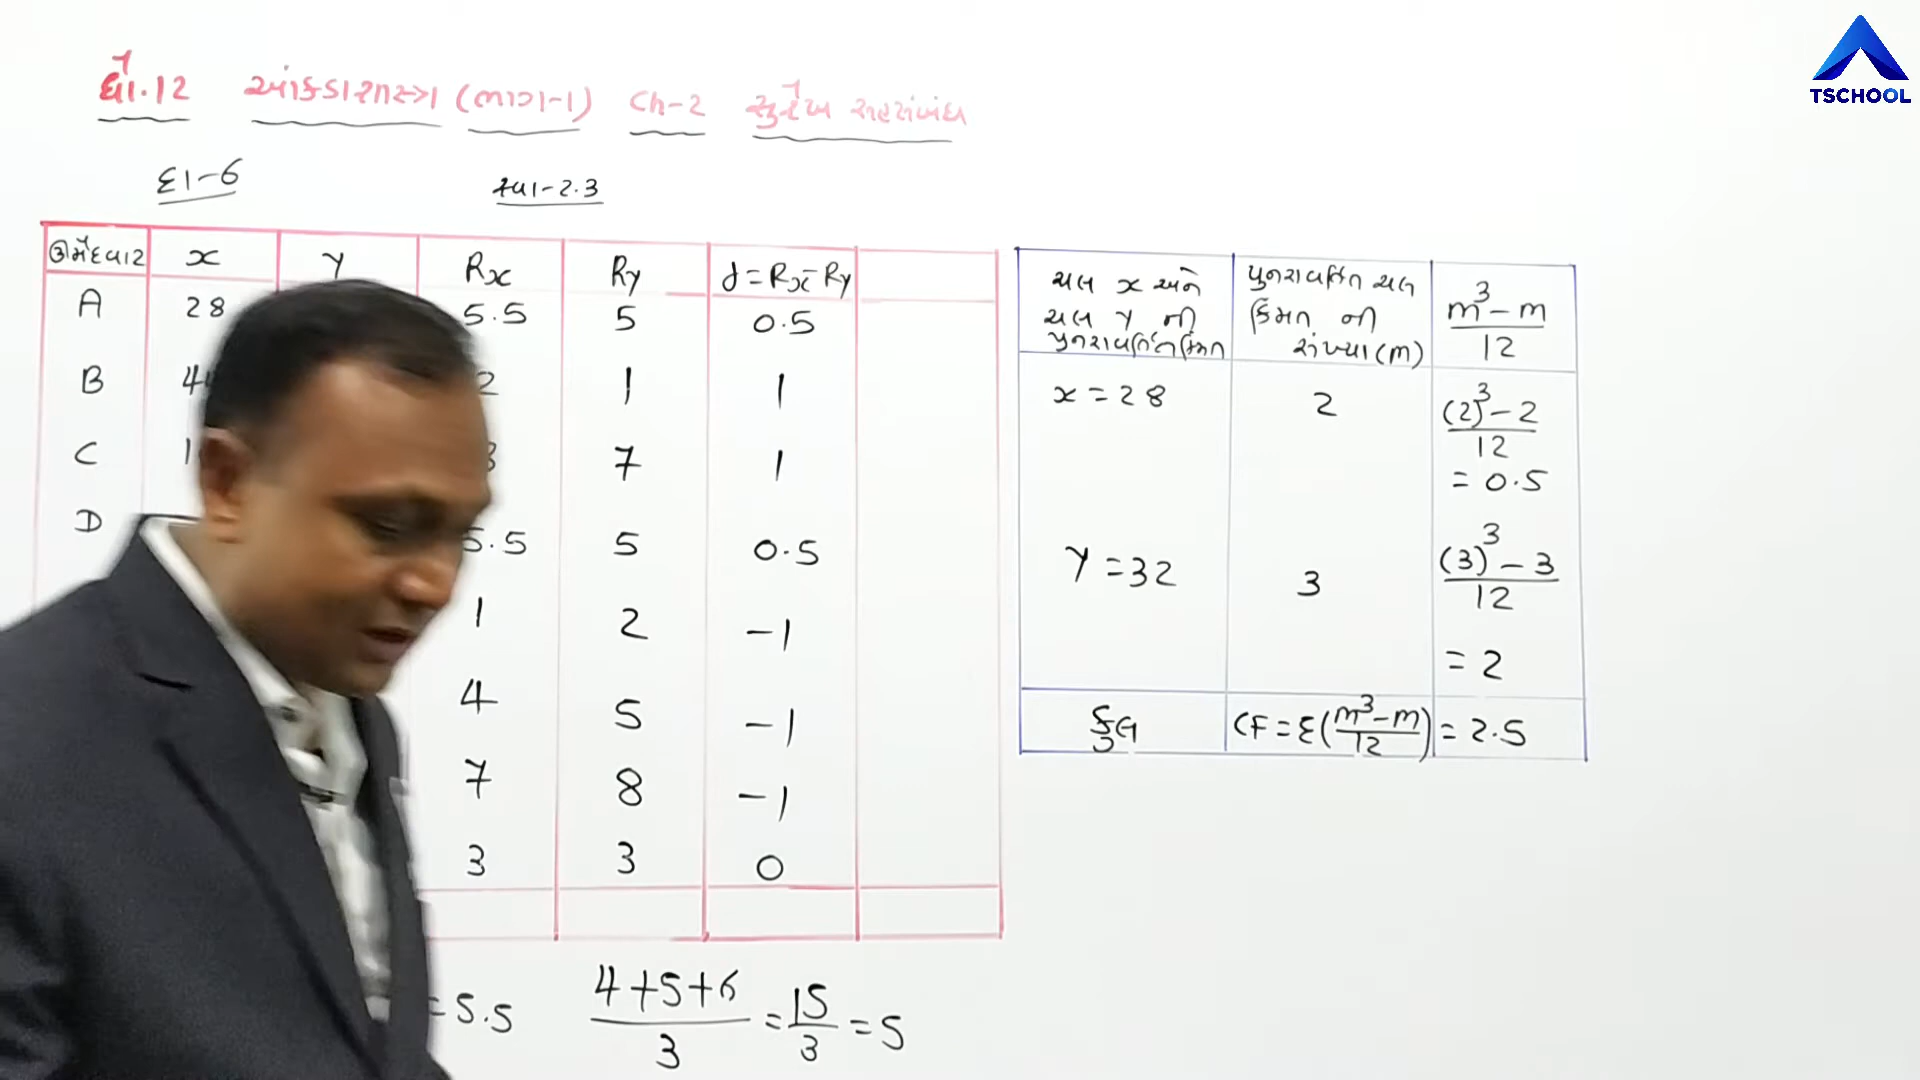 TSCHOOL
ધો.12 આંકડાશાસ્ત્ર (ભાગ-1) Ch-2 સુરેખ સહસંબંધ
દા-6 સ્વા-2.3
ઉમેદવાર x Y Rx Ry d = Rx - Ry
A 28 5.5 5 0.5
B 1 1
C 7 1
D 5.5 5 0.5
1 2 -1
4 5 -1
7 8 -1
3 3 0
= 5.5
4+5+6 / 3 = 15 / 3 = 5
ચલ x અને
ચલ Y ની
પુનરાવર્તિત કિંમત
પુનરાવર્તિત ચલ
કિંમત ની
સંખ્યા (m)
m³ - m / 12
x = 28 2 (2)³ - 2 / 12
= 0.5
Y = 32 3 (3)³ - 3 / 12
= 2
કુલ CF = Σ(m³ - m / 12) = 2.5